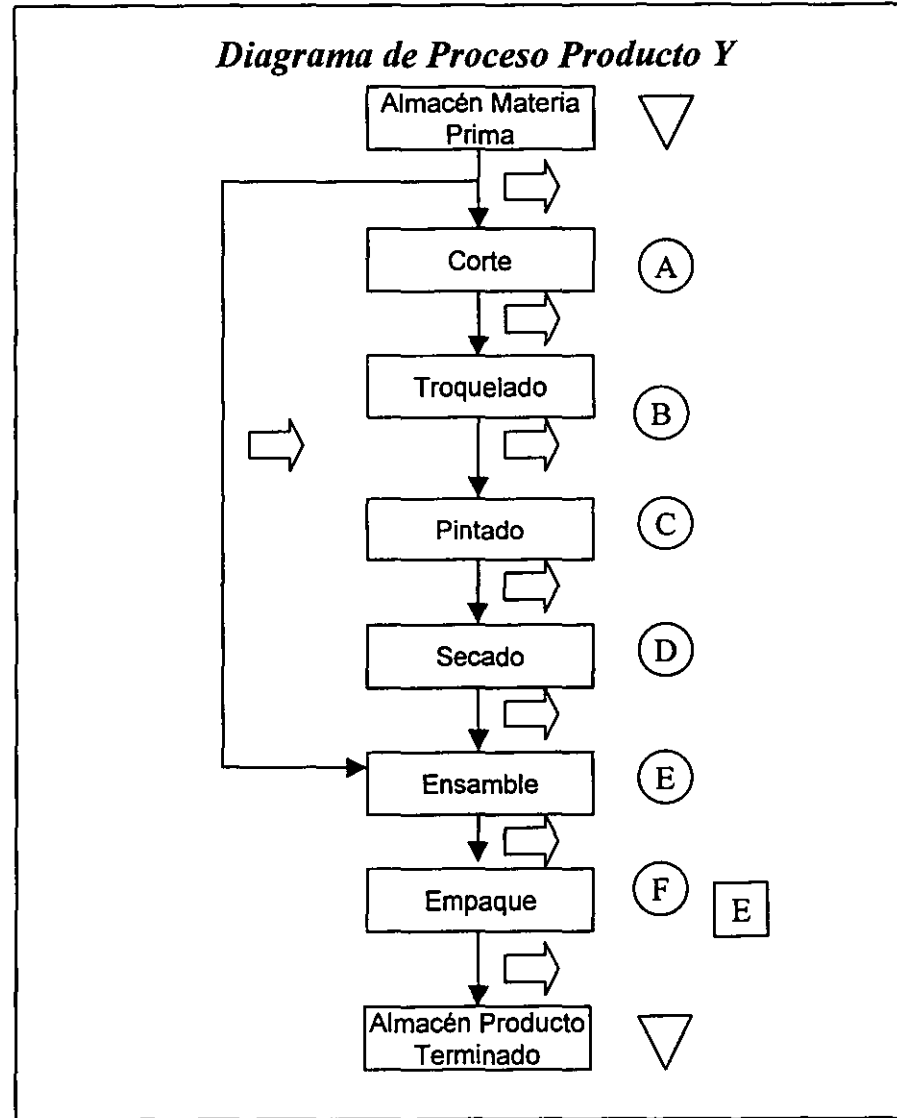 Diagrama de Proceso Producto Y
Almacén Materia
Prima
Corte
A
Troquelado
B
Pintado
C
Secado
D
Ensamble
E
Empaque
F
E
Almacén Producto
Terminado